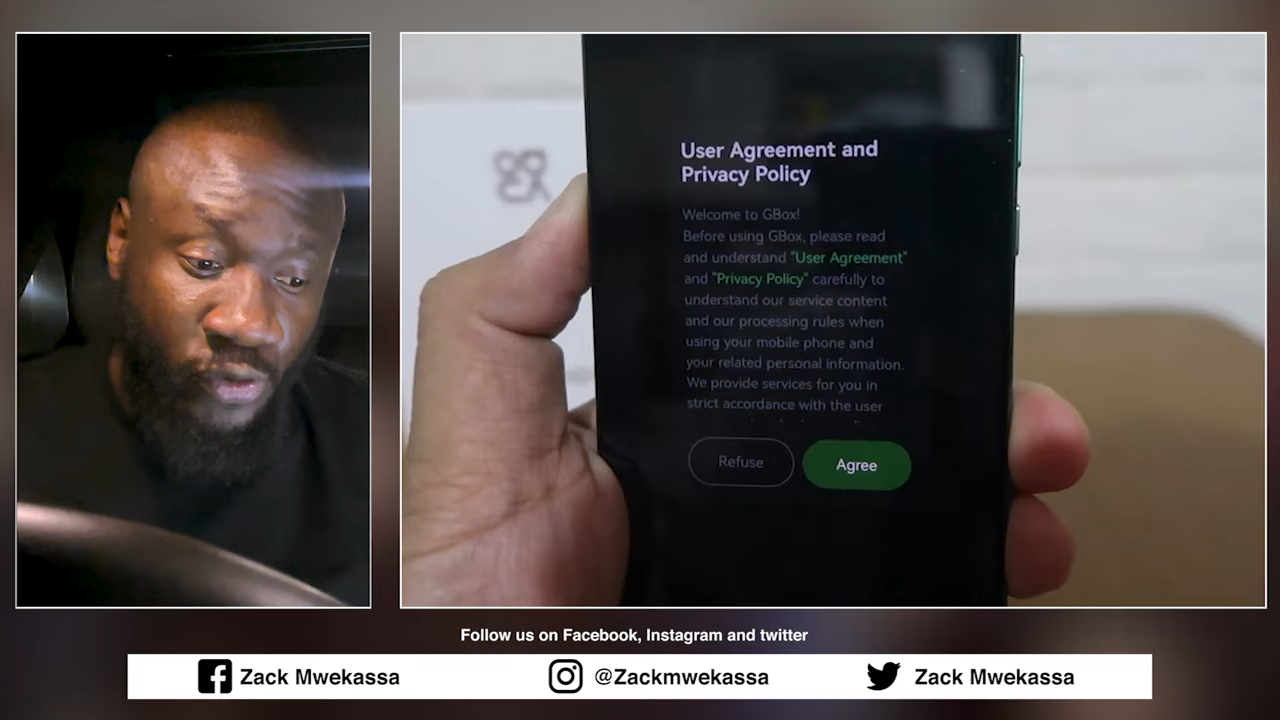 User Agreement and
Privacy Policy
Welcome to GBox!
Before using GBox, please read
and understand "User Agreement"
and "Privacy Policy" carefully to
understand our service content
and our processing rules when
using your mobile phone and
your related personal information.
We provide services for you in
strict accordance with the user
Refuse
Agree
Follow us on Facebook, Instagram and twitter
Zack Mwekassa
@Zackmwekassa
Zack Mwekassa